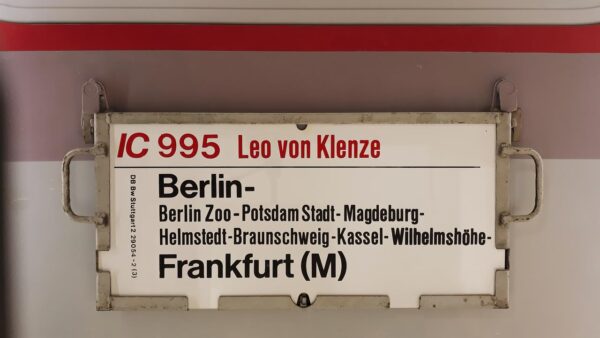 IC 995 Leo von Klenze
Berlin-
Berlin Zoo-Potsdam Stadt-Magdeburg-
Helmstedt-Braunschweig-Kassel-Wilhelmshöhe-
Frankfurt (M)
DB Bw Stuttgart 2 29054-2 (3)